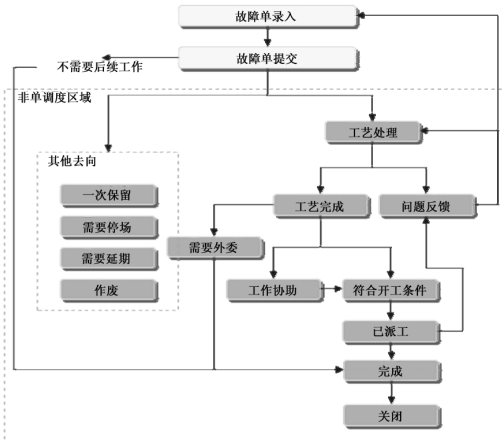 故障单录入
故障单提交
不需要后续工作
非单调度区域
工艺处理
其他去向
一次保留
需要停场
需要延期
作废
工艺完成
问题反馈
需要外委
工作协助
符合开工条件
已派工
完成
关闭